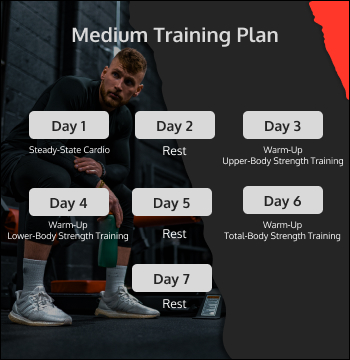 Medium Training Plan
Day 1
Steady-State Cardio
Day 2
Rest
Day 3
Warm-Up
Upper-Body Strength Training
Day 4
Warm-Up
Lower-Body Strength Training
Day 5
Rest
Day 6
Warm-Up
Total-Body Strength Training
Day 7
Rest